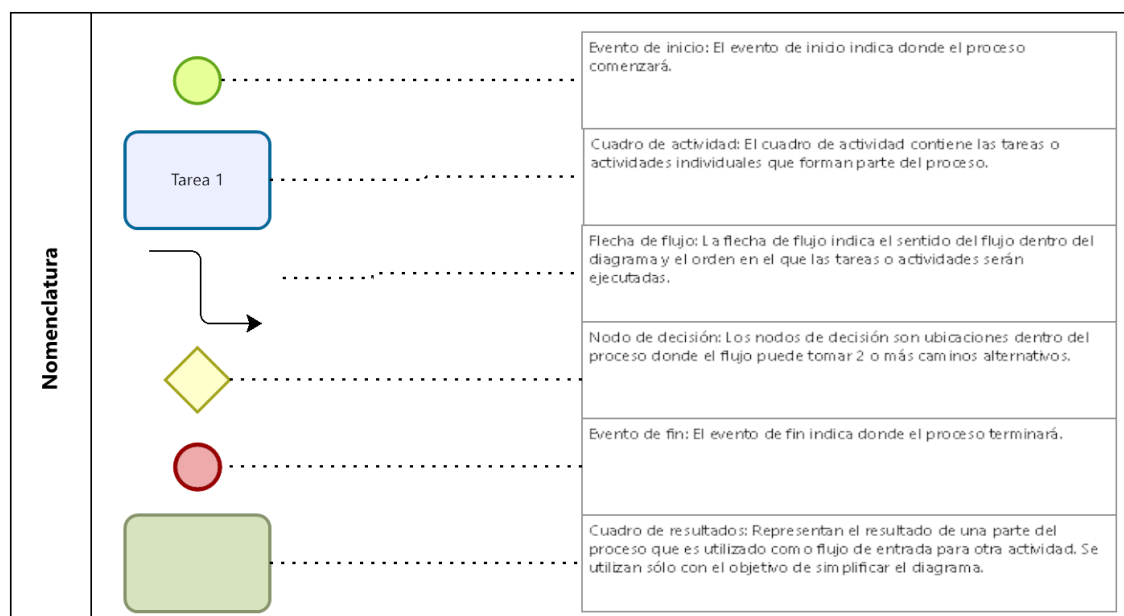 Nomenclatura
Evento de inicio: El evento de inicio indica donde el proceso
comenzará.
Tarea 1
Cuadro de actividad: El cuadro de actividad contiene las tareas o
actividades individuales que forman parte del proceso.
Flecha de flujo: La flecha de flujo indica el sentido del flujo dentro del
diagrama y el orden en el que las tareas o actividades serán
ejecutadas.
Nodo de decisión: Los nodos de decisión son ubicaciones dentro del
proceso donde el flujo puede tomar 2 o más caminos alternativos.
Evento de fin: El evento de fin indica donde el proceso terminará.
Cuadro de resultados: Representan el resultado de una parte del
proceso que es utilizado como flujo de entrada para otra actividad. Se
utilizan sólo con el objetivo de simplificar el diagrama.